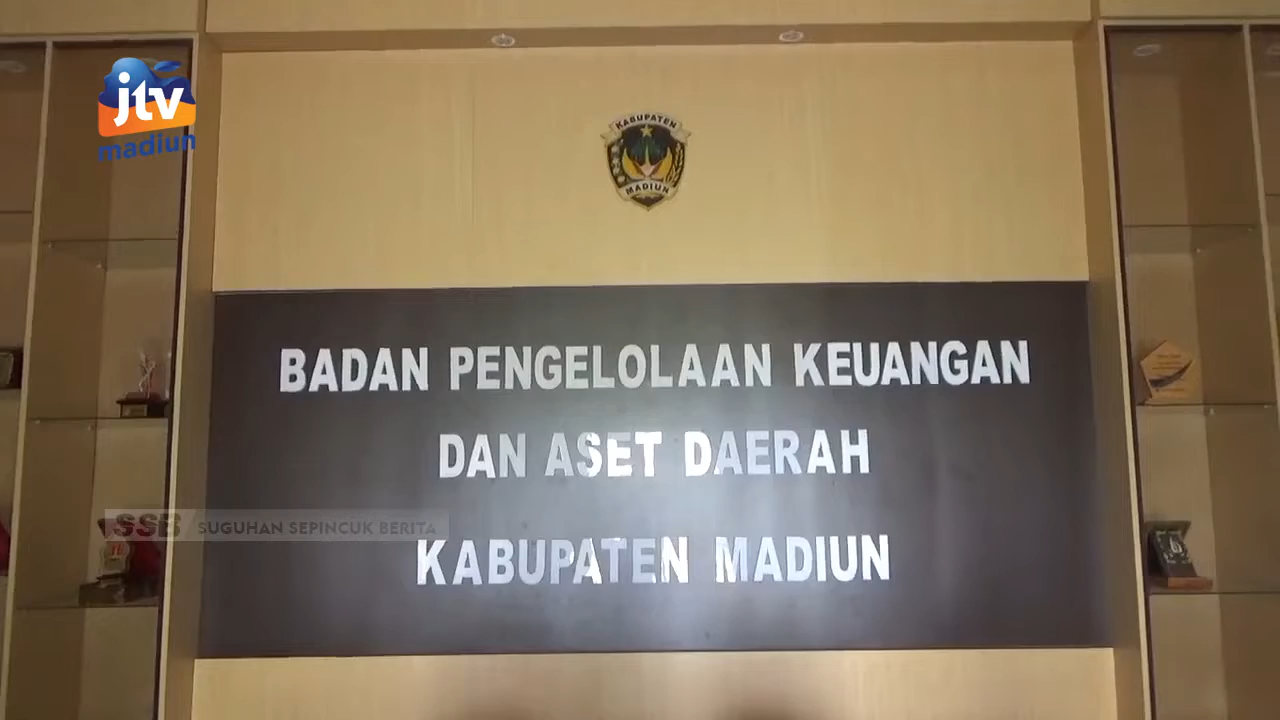 jtv
madiun
KABUPATEN
MADIUN
BADAN PENGELOLAAN KEUANGAN
DAN ASET DAERAH
SSB SUGUHAN SEPINCUK BERITA
KABUPATEN MADIUN